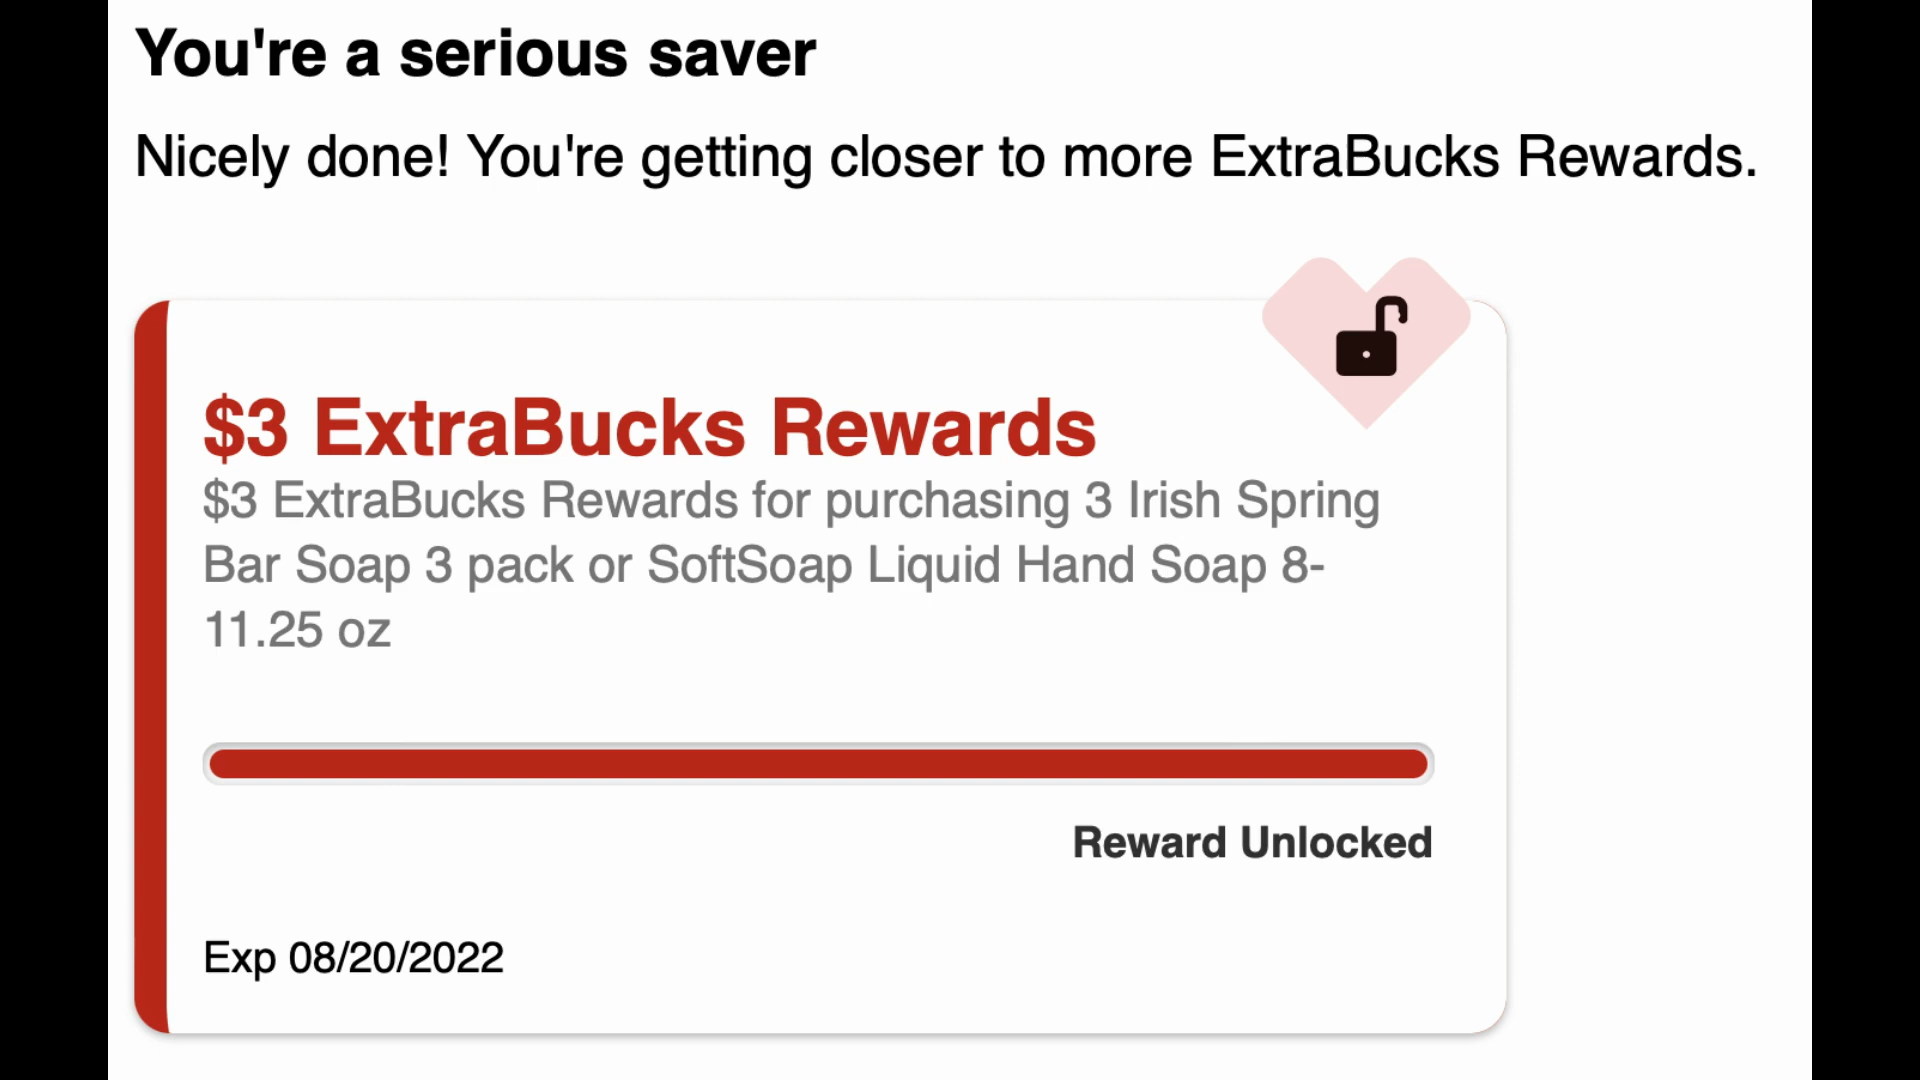 You're a serious saver
Nicely done! You're getting closer to more ExtraBucks Rewards.
$3 ExtraBucks Rewards
$3 ExtraBucks Rewards for purchasing 3 Irish Spring
Bar Soap 3 pack or SoftSoap Liquid Hand Soap 8-
11.25 oz
Reward Unlocked
Exp 08/20/2022